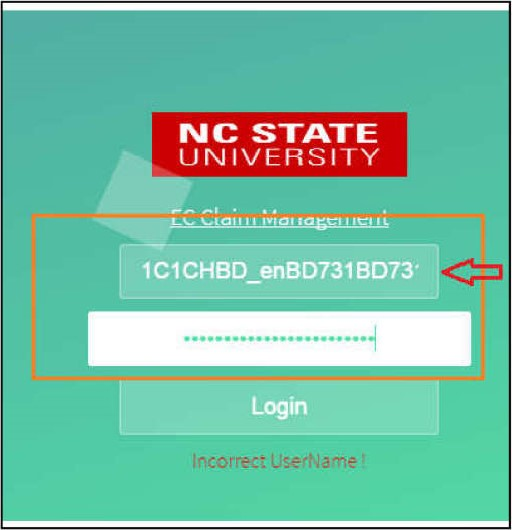 NC STATE
UNIVERSITY
EC Claim Management
1C1CHBD_enBD731BD73
••••••••••••••••••••••••
Login
Incorrect UserName !